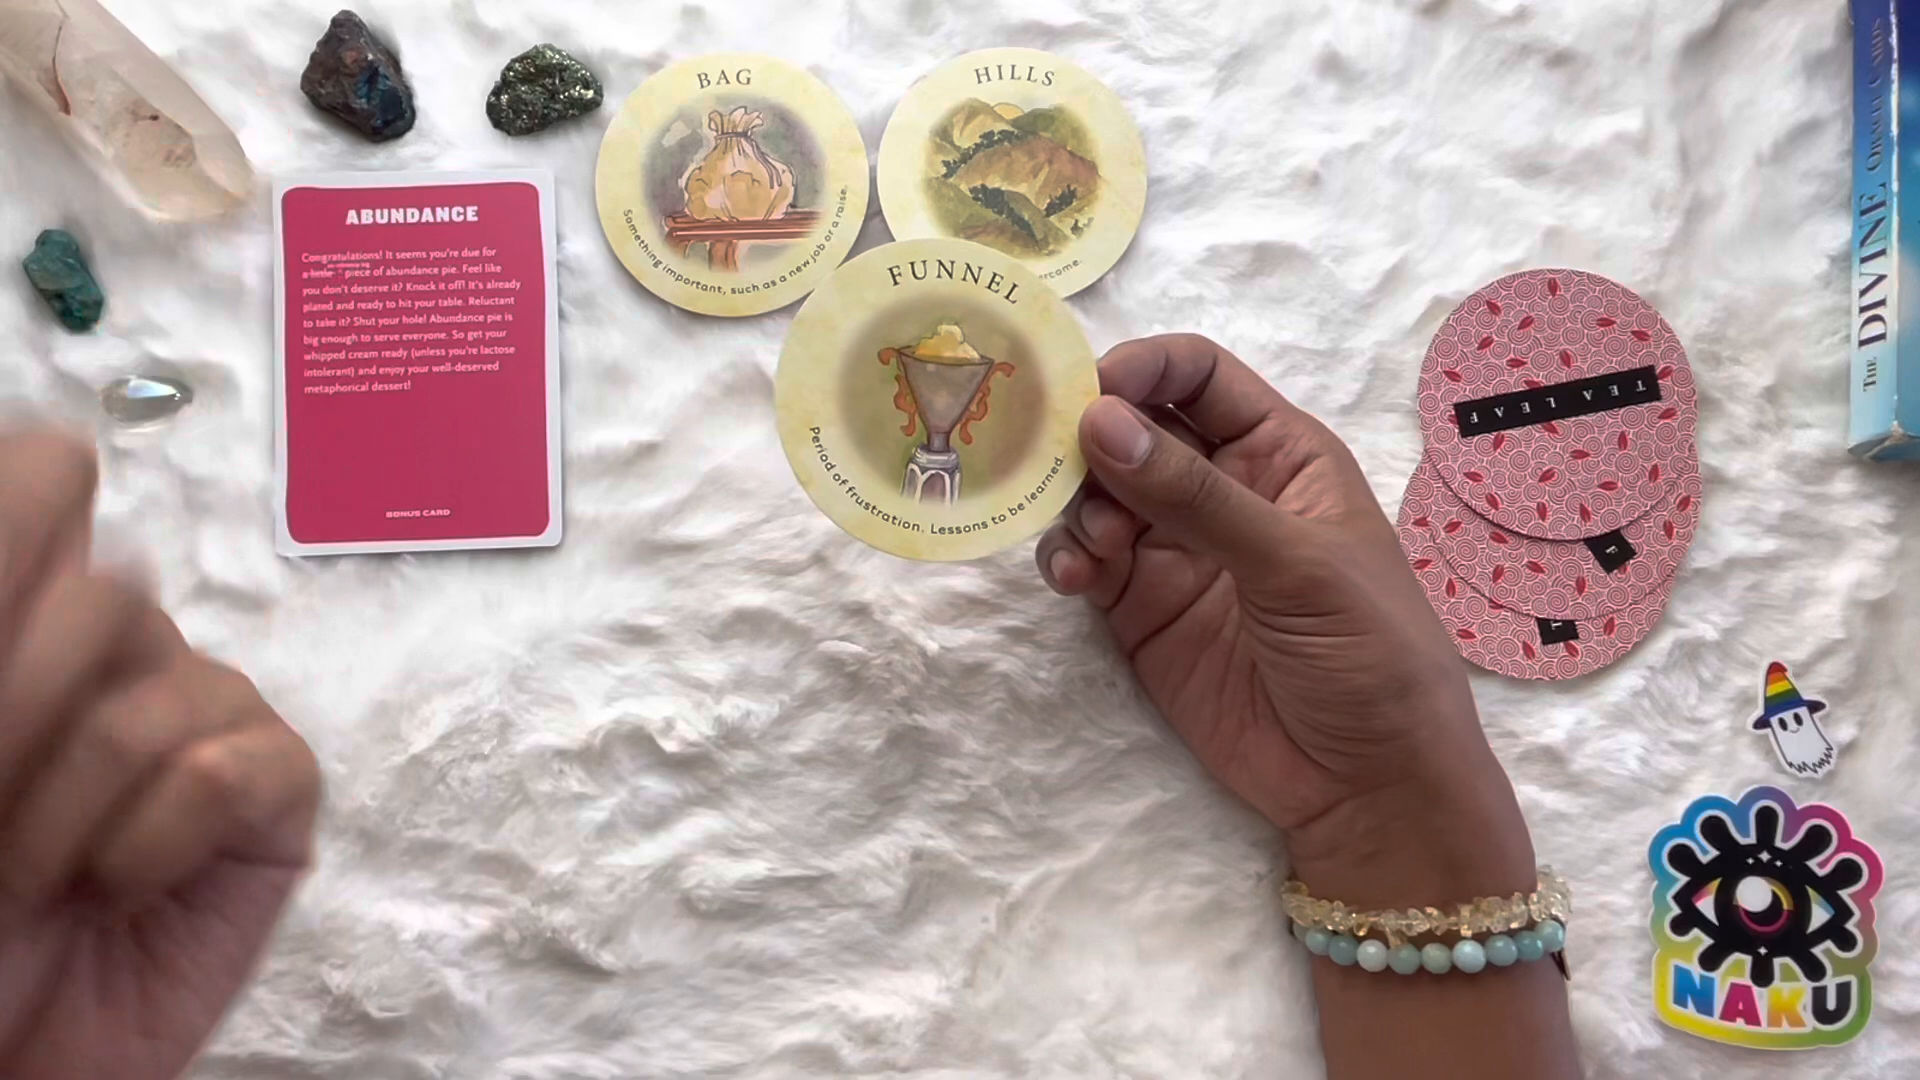 ABUNDANCE
Congratulations! It seems you're due for
a little piece of abundance pie. Feel like
you don't deserve it? Knock it off! It's already
plated and ready to hit your table. Reluctant
to take it? Shut your hole! Abundance pie is
big enough to serve everyone. So get your
whipped cream ready (unless you're lactose
intolerant) and enjoy your well-deserved
metaphorical dessert!
BONUS CARD
BAG
Something important, such as a new job or a raise.
HILLS
FUNNEL
Period of frustration. Lessons to be learned.
TEA LEAF
F
T
THE DIVINE ORACLE CARDS
NAKU